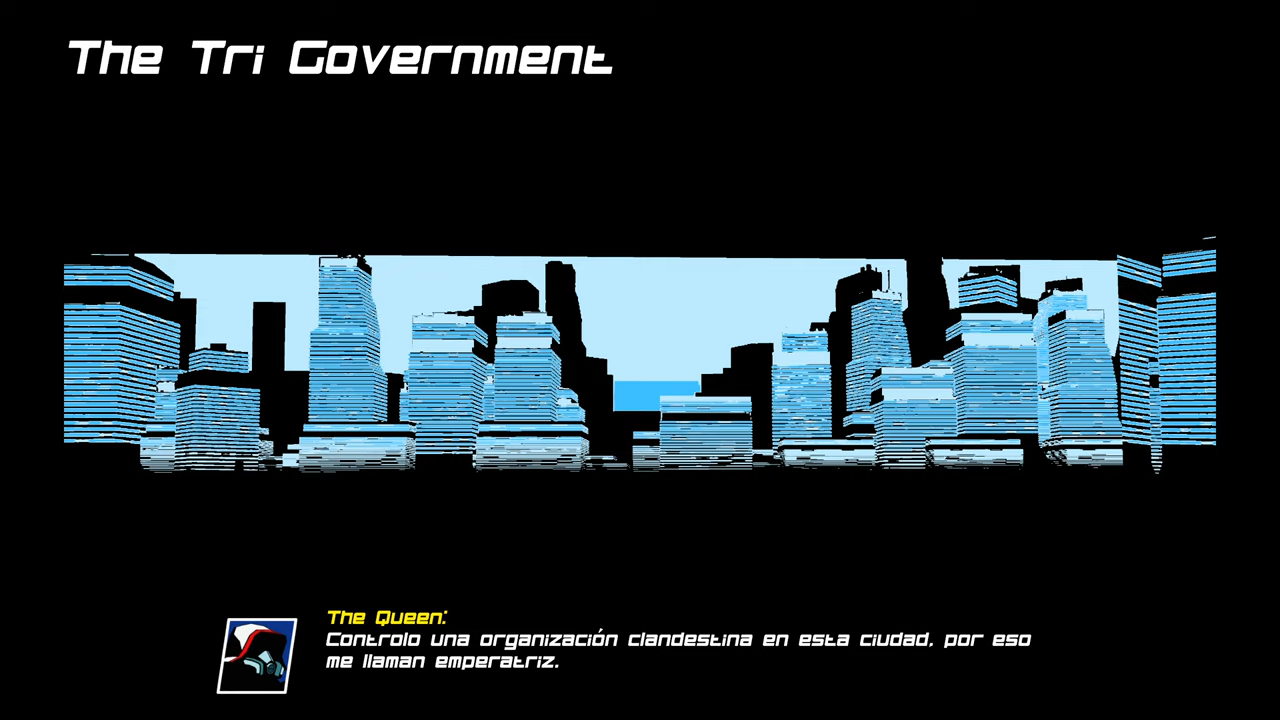 The Tri Government
The Queen:
Controlo una organización clandestina en esta ciudad, por eso
me llaman emperatriz.